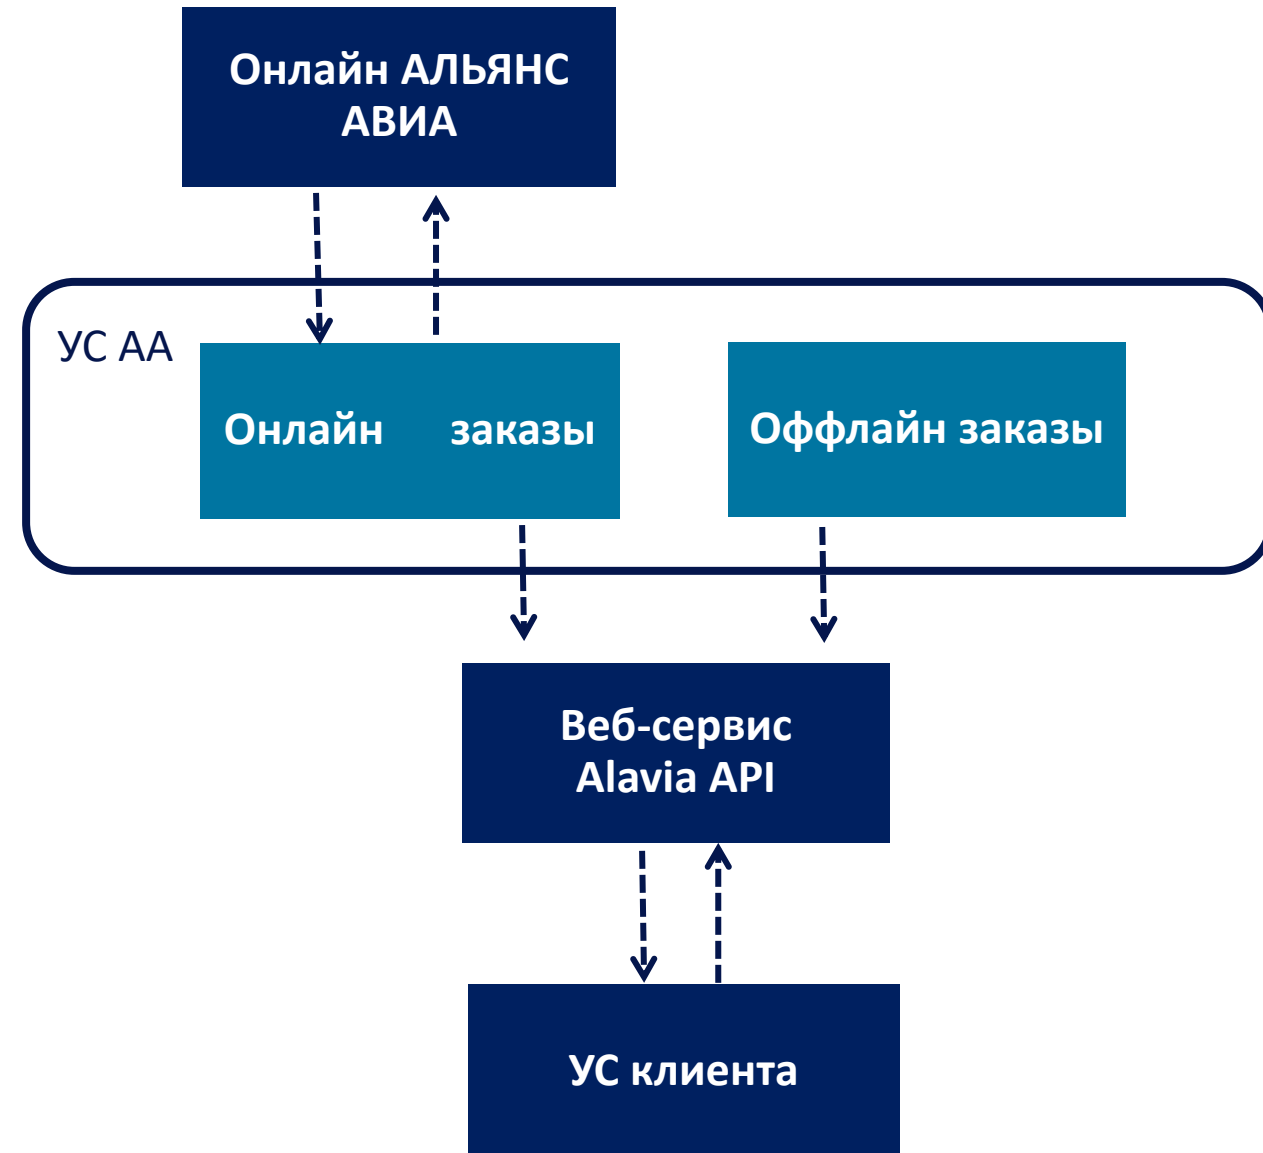 Онлайн АЛЬЯНС
АВИА
УС АА
Онлайн заказы
Оффлайн заказы
Веб-сервис
Alavia API
УС клиента